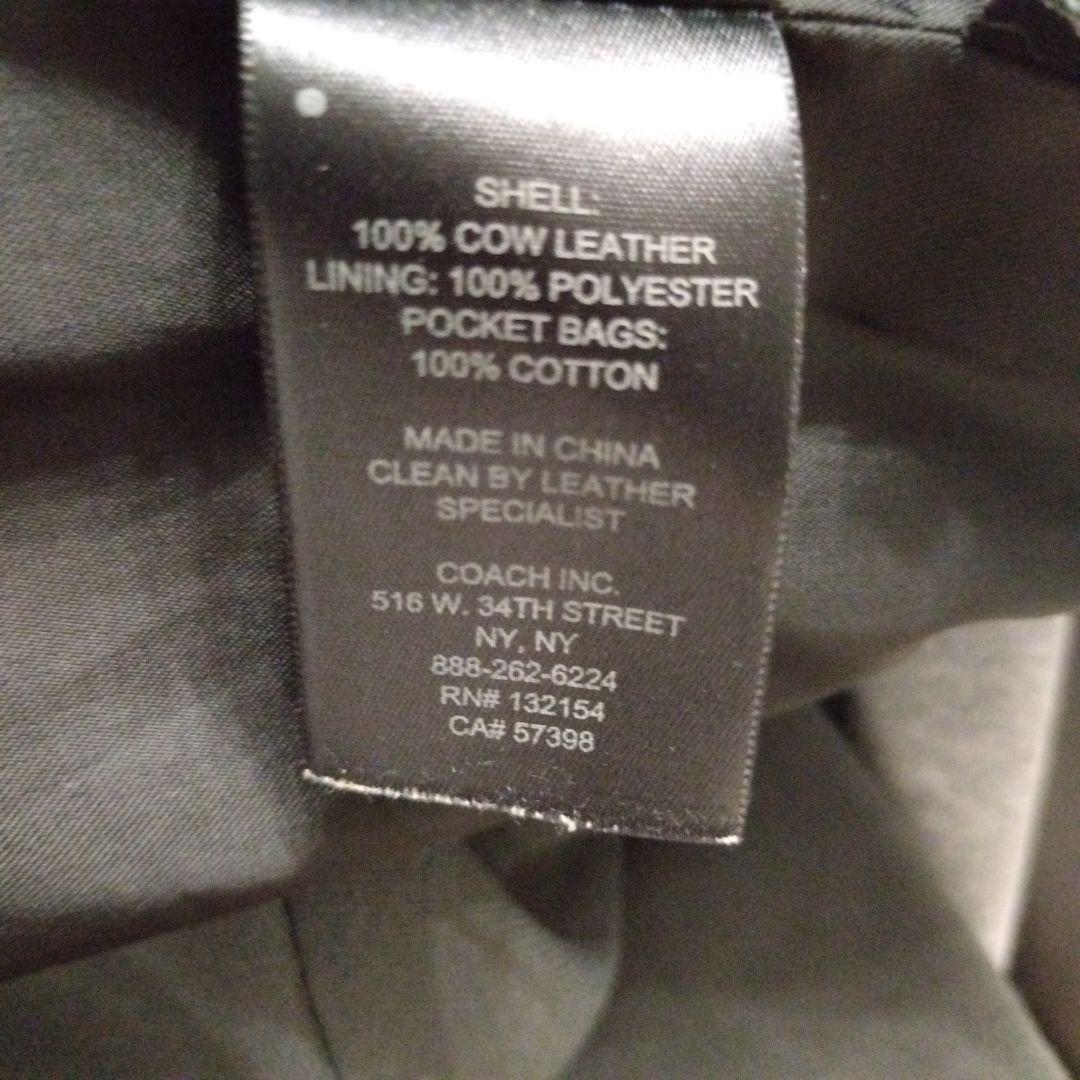 SHELL:
100% COW LEATHER
LINING: 100% POLYESTER
POCKET BAGS:
100% COTTON
MADE IN CHINA
CLEAN BY LEATHER
SPECIALIST
COACH INC.
516 W. 34TH STREET
NY, NY
888-262-6224
RN# 132154
CA# 57398